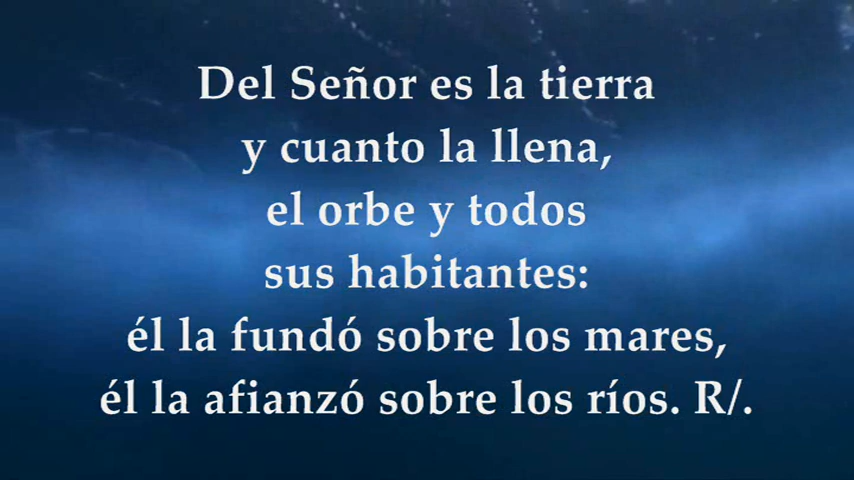 Del Señor es la tierra
y cuanto la llena,
el orbe y todos
sus habitantes:
él la fundó sobre los mares,
él la afianzó sobre los ríos. R/.